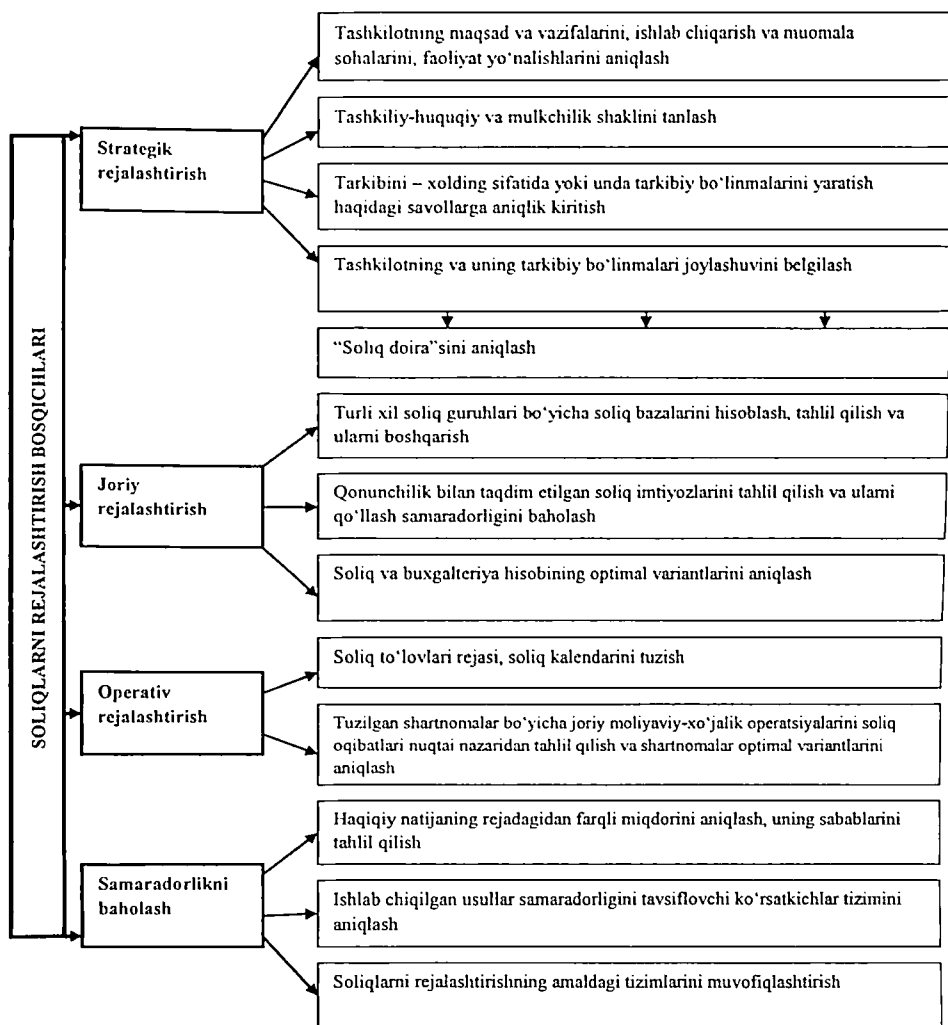 SOLIQLARNI REJALASHTIRISH BOSQICHLARI
Strategik
rejalashtirish
Tashkilotning maqsad va vazifalarini, ishlab chiqarish va muomala
sohalarini, faoliyat yo‘nalishlarini aniqlash
Tashkiliy-huquqiy va mulkchilik shaklini tanlash
Tarkibini – xolding sifatida yoki unda tarkibiy bo‘linmalarini yaratish
haqidagi savollarga aniqlik kiritish
Tashkilotning va uning tarkibiy bo‘linmalari joylashuvini belgilash
“Soliq doira”sini aniqlash
Joriy
rejalashtirish
Turli xil soliq guruhlari bo‘yicha soliq bazalarini hisoblash, tahlil qilish va
ularni boshqarish
Qonunchilik bilan taqdim etilgan soliq imtiyozlarini tahlil qilish va ularni
qo‘llash samaradorligini baholash
Soliq va buxgalteriya hisobining optimal variantlarini aniqlash
Operativ
rejalashtirish
Soliq to‘lovlari rejasi, soliq kalendarini tuzish
Tuzilgan shartnomalar bo‘yicha joriy moliyaviy-xo‘jalik operatsiyalarini soliq
oqibatlari nuqtai nazaridan tahlil qilish va shartnomalar optimal variantlarini
aniqlash
Samaradorlikni
baholash
Haqiqiy natijaning rejadagidan farqli miqdorini aniqlash, uning sabablarini
tahlil qilish
Ishlab chiqilgan usullar samaradorligini tavsiflovchi ko‘rsatkichlar tizimini
aniqlash
Soliqlarni rejalashtirishning amaldagi tizimlarini muvofiqlashtirish